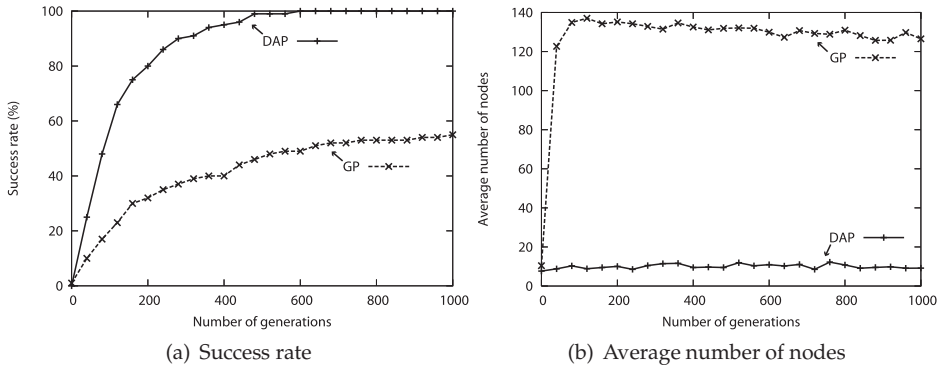 100
80
60
40
20
0
Success rate (%)
DAP
GP
0 200 400 600 800 1000
Number of generations
(a) Success rate
140
120
100
80
60
40
20
0
Average number of nodes
GP
DAP
0 200 400 600 800 1000
Number of generations
(b) Average number of nodes